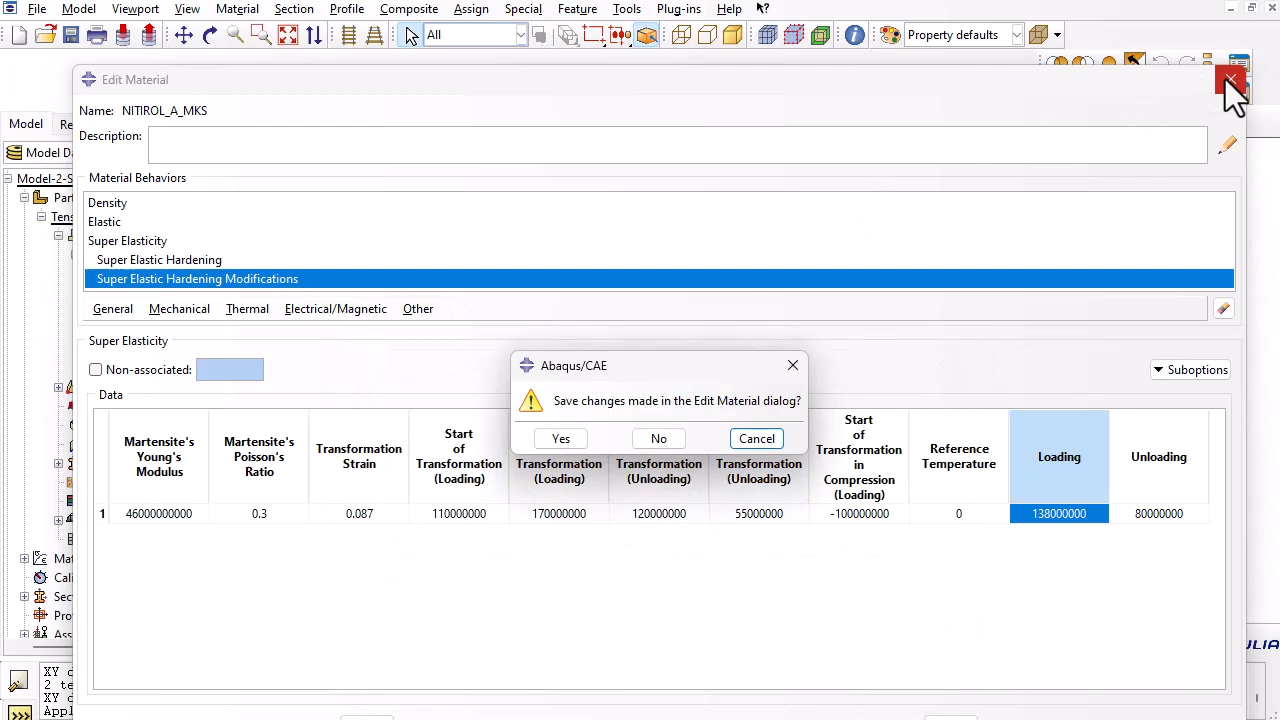 File Model Viewport View Material Section Profile Composite Assign Special Feature Tools Plug-ins Help
All
Property defaults
Edit Material
Name: NITIROL_A_MKS
Description:
Model
Model-2-S
Material Behaviors
Density
Elastic
Super Elasticity
Super Elastic Hardening
Super Elastic Hardening Modifications
General Mechanical Thermal Electrical/Magnetic Other
Super Elasticity
Non-associated:
Suboptions
Data
Abaqus/CAE
Save changes made in the Edit Material dialog?
Yes No Cancel
Martensite's Young's Modulus
Martensite's Poisson's Ratio
Transformation Strain
Start of Transformation (Loading)
Transformation (Loading)
Transformation (Unloading)
Transformation (Unloading)
Start of Transformation in Compression (Loading)
Reference Temperature
Loading
Unloading
1 46000000000 0.3 0.087 110000000 170000000 120000000 55000000 -100000000 0 138000000 80000000